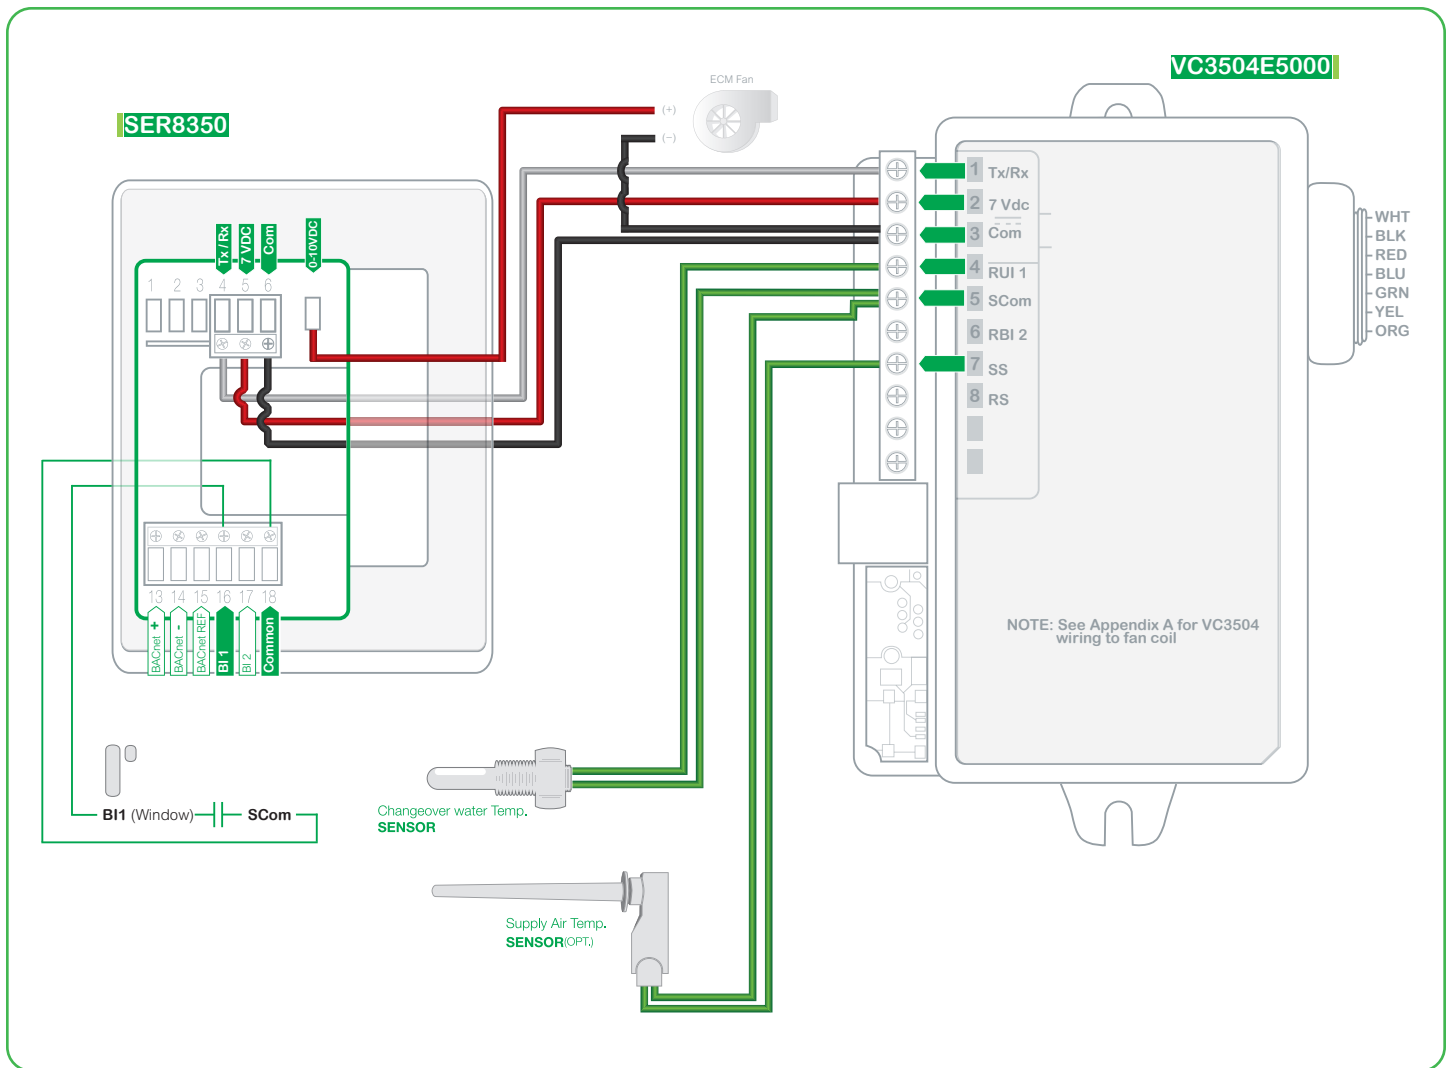 ECM Fan
VC3504E5000
SER8350
(+)
(−)
Tx / Rx
7 VDC
Com
0-10VDC
1 2 3 4 5 6
1 Tx/Rx
2 7 Vdc
3 Com
4 RUI 1
5 SCom
6 RBI 2
7 SS
8 RS
WHT
BLK
RED
BLU
GRN
YEL
ORG
13 14 15 16 17 18
BACnet +
BACnet -
BACnet REF
BI 1
BI 2
Common
NOTE: See Appendix A for VC3504
wiring to fan coil
BI1 (Window) SCom
Changeover water Temp.
SENSOR
Supply Air Temp.
SENSOR(OPT.)